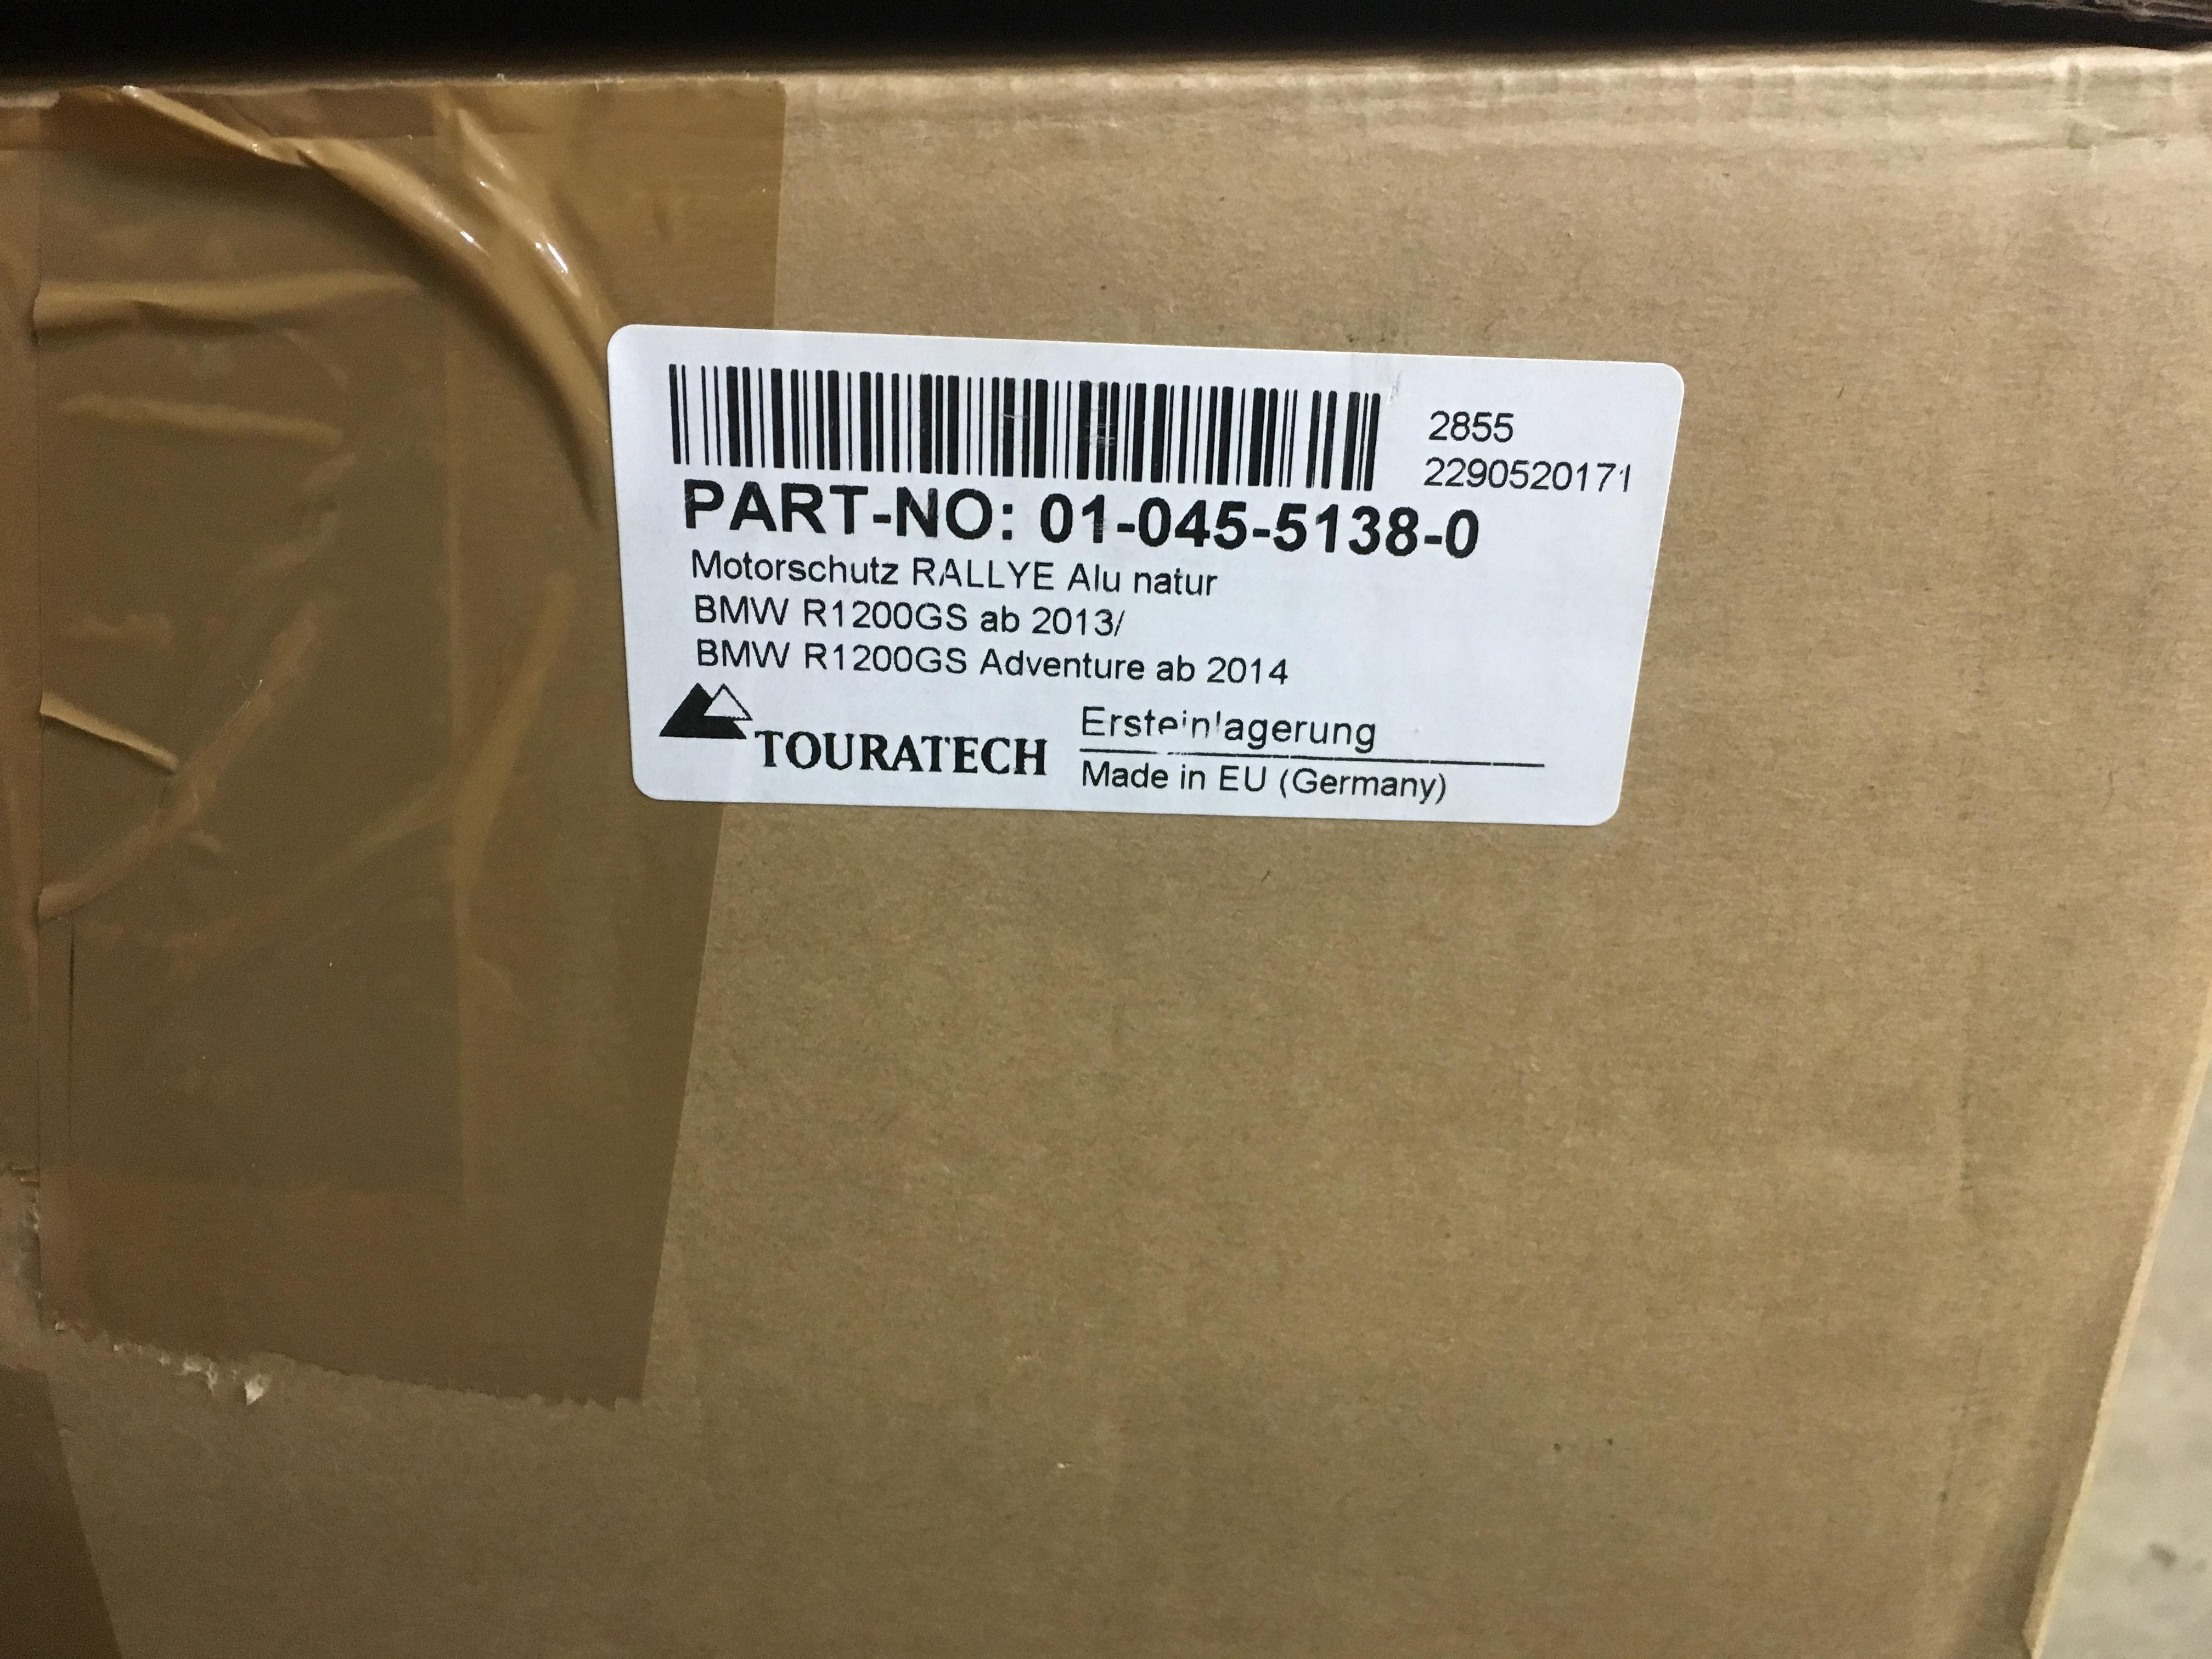 2855
2290520171
PART-NO: 01-045-5138-0
Motorschutz RALLYE Alu natur
BMW R1200GS ab 2013/
BMW R1200GS Adventure ab 2014
TOURATECH
Ersteinlagerung
Made in EU (Germany)